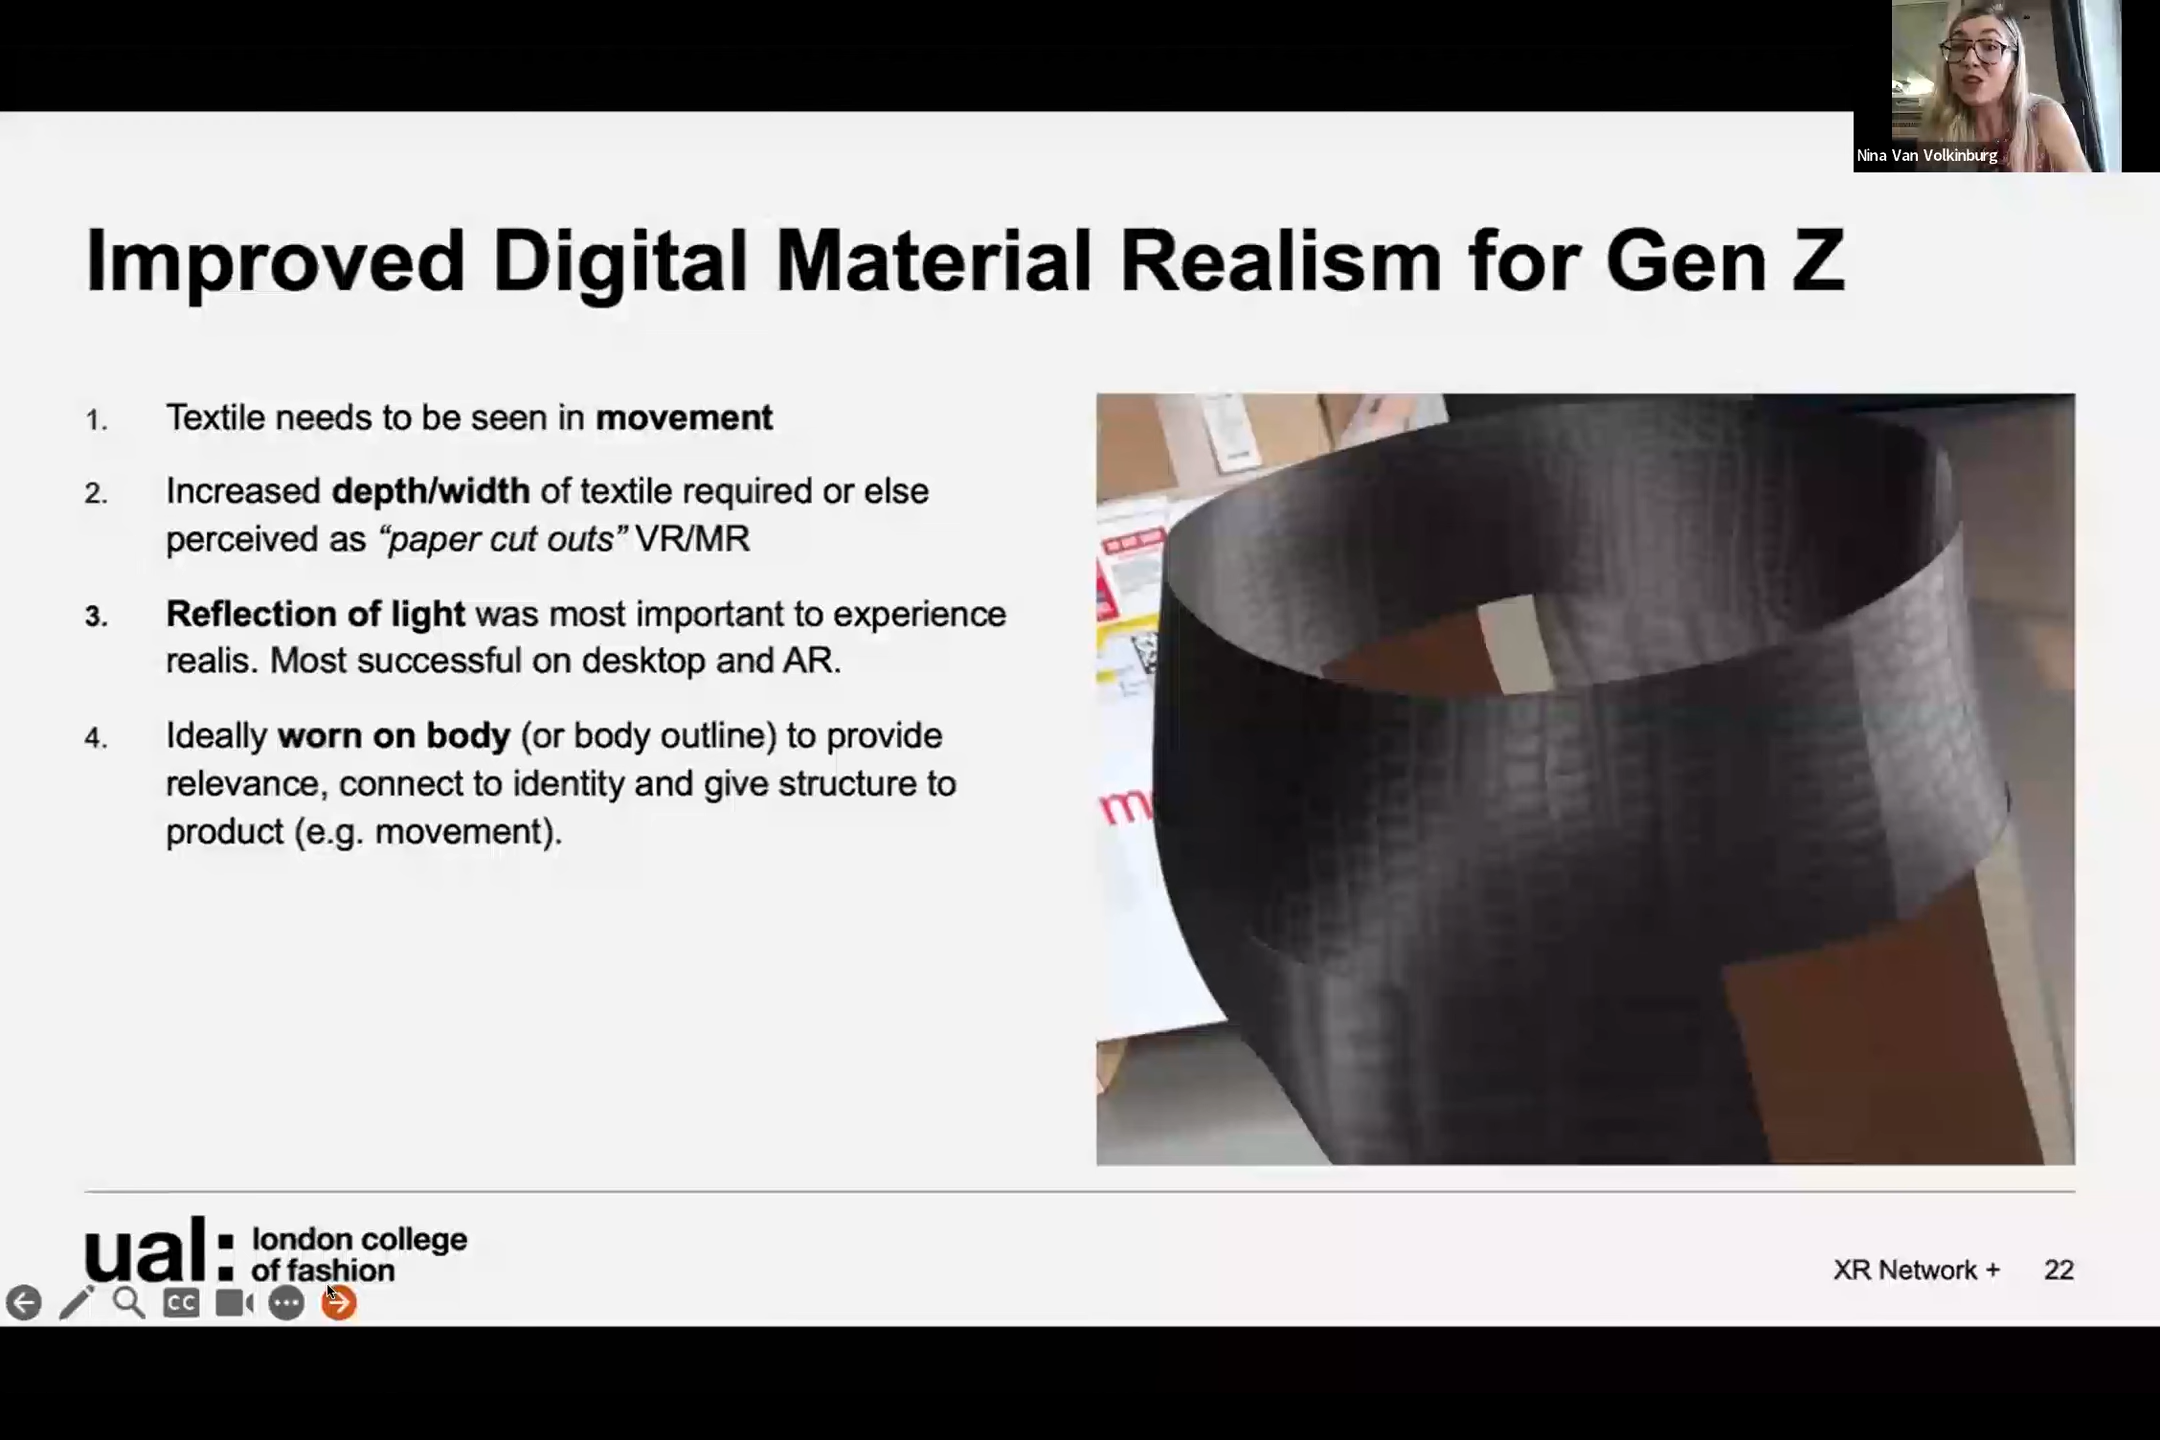 Nina Van Volkinburg
Improved Digital Material Realism for Gen Z
1. Textile needs to be seen in movement
2. Increased depth/width of textile required or else
perceived as “paper cut outs” VR/MR
3. Reflection of light was most important to experience
realis. Most successful on desktop and AR.
4. Ideally worn on body (or body outline) to provide
relevance, connect to identity and give structure to
product (e.g. movement).
ual: london college
of fashion
XR Network + 22
CC